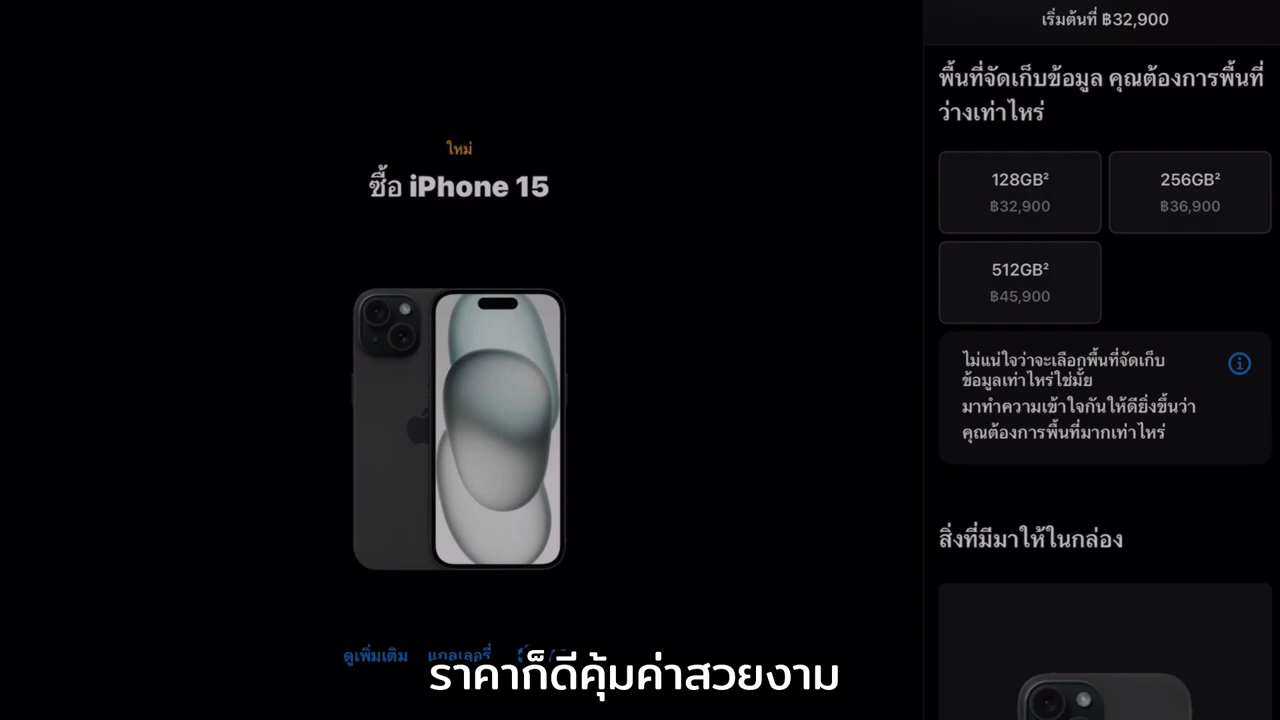 ใหม่
ซื้อ iPhone 15
ดูเพิ่มเติม แกลเลอรี่
ราคาก็ดีคุ้มค่าสวยงาม
เริ่มต้นที่ ฿32,900
พื้นที่จัดเก็บข้อมูล คุณต้องการพื้นที่
ว่างเท่าไหร่
128GB²
฿32,900
256GB²
฿36,900
512GB²
฿45,900
ไม่แน่ใจว่าจะเลือกพื้นที่จัดเก็บ
ข้อมูลเท่าไหร่ใช่มั้ย
มาทำความเข้าใจกันให้ดียิ่งขึ้นว่า
คุณต้องการพื้นที่มากเท่าไหร่
สิ่งที่มีมาให้ในกล่อง